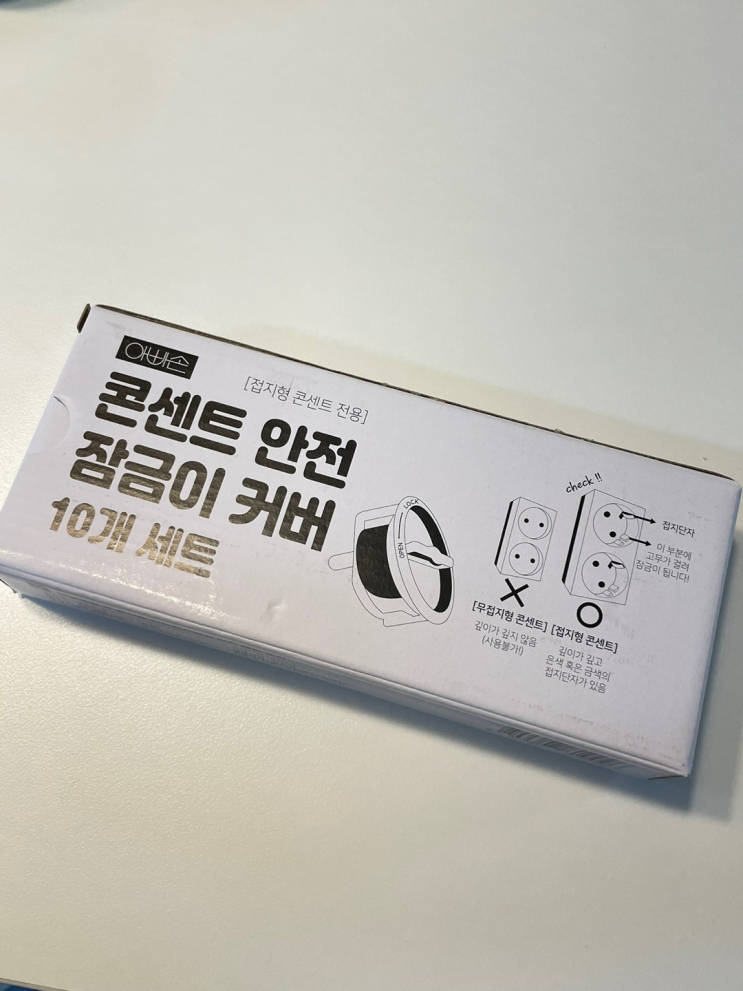 아빠손
[접지형 콘센트 전용]
콘센트 안전
잠금이 커버
10개 세트
LOCK
OPEN
check !!
접지단자
이 부분에
고무가 걸려
잠금이 됩니다!
[무접지형 콘센트]
깊이가 깊지 않음
(사용불가!)
[접지형 콘센트]
깊이가 깊고
은색 혹은 금색의
접지단자가 있음